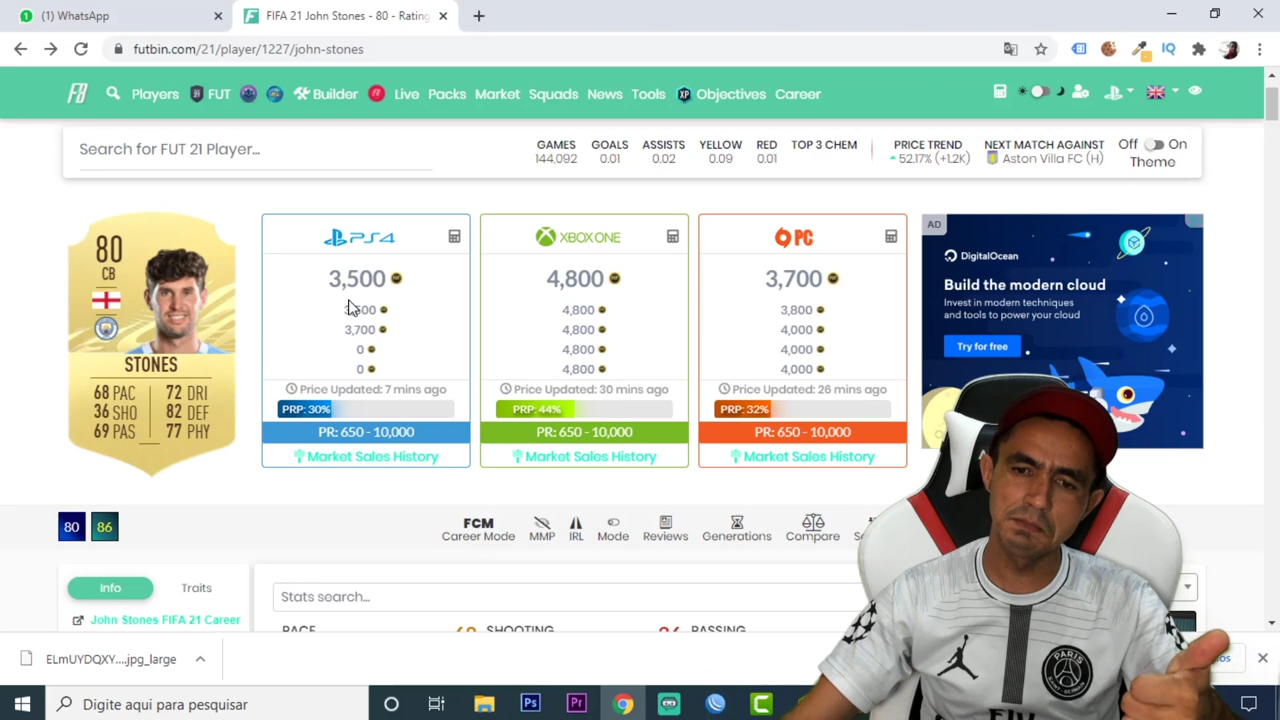 (1) WhatsApp
FIFA 21 John Stones - 80 - Rating
futbin.com/21/player/1227/john-stones
IQ
Players FUT Builder Live Packs Market Squads News Tools XP Objectives Career
Search for FUT 21 Player...
GAMES GOALS ASSISTS YELLOW RED TOP 3 CHEM PRICE TREND NEXT MATCH AGAINST Off On
144,092 0.01 0.02 0.09 0.01 52.17% (+1.2K) Aston Villa FC (H) Theme
80
CB
STONES
68 PAC 72 DRI
36 SHO 82 DEF
69 PAS 77 PHY
PS4
3,500
3,700
0
0
Price Updated: 7 mins ago
PRP: 30%
PR: 650 - 10,000
Market Sales History
XBOX ONE
4,800
4,800
4,800
4,800
4,800
Price Updated: 30 mins ago
PRP: 44%
PR: 650 - 10,000
Market Sales History
PC
3,700
3,800
4,000
4,000
4,000
Price Updated: 26 mins ago
PRP: 32%
PR: 650 - 10,000
Market Sales History
AD
DigitalOcean
Build the modern cloud
Invest in modern techniques
and tools to power your cloud
Try for free
80 86
FCM
Career Mode MMP IRL Mode Reviews Generations Compare
Info Traits
John Stones FIFA 21 Career
Stats search...
PACE SHOOTING PASSING
ELmUYDQXY....jpg_large
Digite aqui para pesquisar
Ps Pr
PARIS